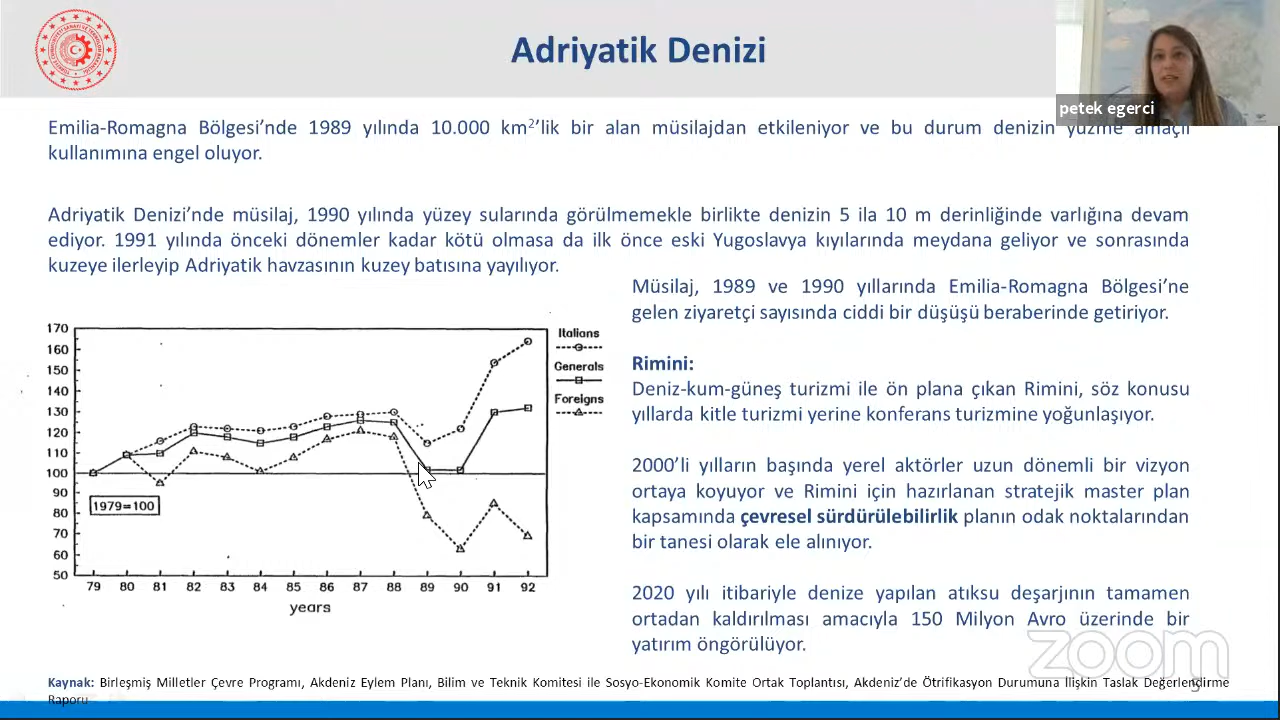 Adriyatik Denizi
petek egerci
Emilia-Romagna Bölgesi’nde 1989 yılında 10.000 km²’lik bir alan müsilajdan etkileniyor ve bu durum denizin yüzme amaçlı
kullanımına engel oluyor.
Adriyatik Denizi’nde müsilaj, 1990 yılında yüzey sularında görülmemekle birlikte denizin 5 ila 10 m derinliğinde varlığına devam
ediyor. 1991 yılında önceki dönemler kadar kötü olmasa da ilk önce eski Yugoslavya kıyılarında meydana geliyor ve sonrasında
kuzeye ilerleyip Adriyatik havzasının kuzey batısına yayılıyor.
Müsilaj, 1989 ve 1990 yıllarında Emilia-Romagna Bölgesi’ne
gelen ziyaretçi sayısında ciddi bir düşüşü beraberinde getiriyor.
Rimini:
Deniz-kum-güneş turizmi ile ön plana çıkan Rimini, söz konusu
yıllarda kitle turizmi yerine konferans turizmine yoğunlaşıyor.
2000’li yılların başında yerel aktörler uzun dönemli bir vizyon
ortaya koyuyor ve Rimini için hazırlanan stratejik master plan
kapsamında çevresel sürdürülebilirlik planın odak noktalarından
bir tanesi olarak ele alınıyor.
2020 yılı itibariyle denize yapılan atıksu deşarjının tamamen
ortadan kaldırılması amacıyla 150 Milyon Avro üzerinde bir
yatırım öngörülüyor.
170
160
150
140
130
120
110
100
90
80
70
60
50
1979=100
79 80 81 82 83 84 85 86 87 88 89 90 91 92
years
Italians
Generals
Foreigns
zoom
Kaynak: Birleşmiş Milletler Çevre Programı, Akdeniz Eylem Planı, Bilim ve Teknik Komitesi ile Sosyo-Ekonomik Komite Ortak Toplantısı, Akdeniz’de Ötrifikasyon Durumuna İlişkin Taslak Değerlendirme
Raporu